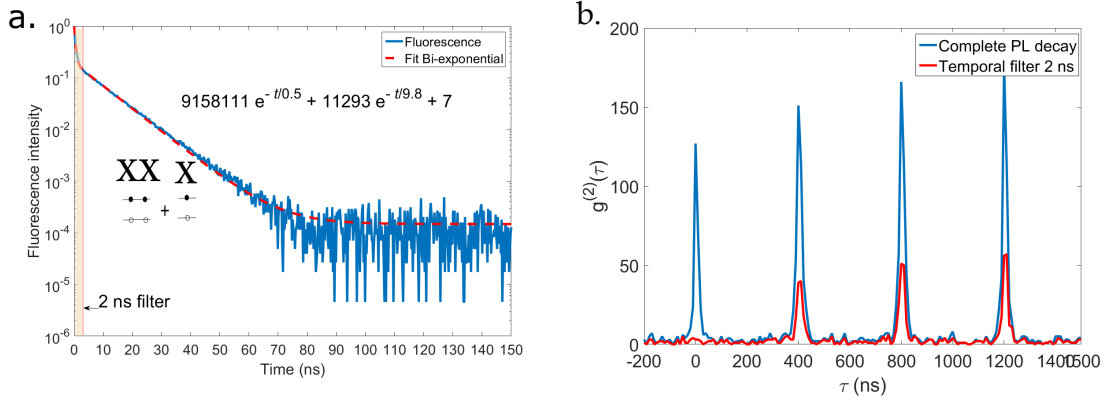 a.
Fluorescence
Fit Bi-exponential
9158111 e^{- t/0.5} + 11293 e^{- t/9.8} + 7
XX X
+
2 ns filter
Fluorescence intensity
10^0
10^{-1}
10^{-2}
10^{-3}
10^{-4}
10^{-5}
10^{-6}
0 10 20 30 40 50 60 70 80 90 100 110 120 130 140 150
Time (ns)
b.
Complete PL decay
Temporal filter 2 ns
g^{(2)}(τ)
200
150
100
50
0
-200 0 200 400 600 800 1000 1200 1400 1500
τ (ns)